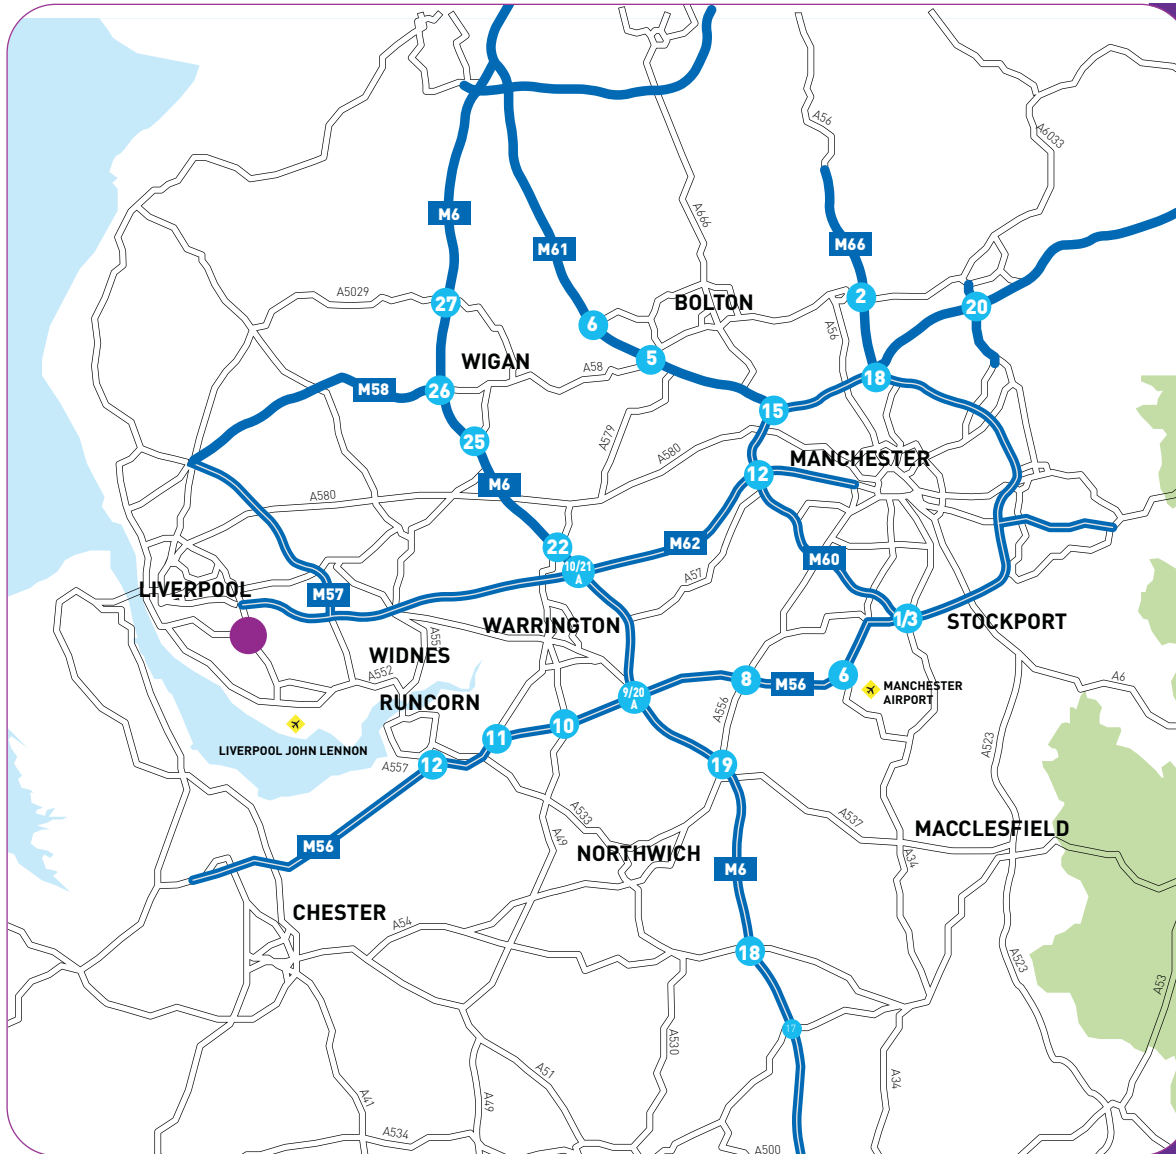 A56
A6033
M6
A666
M61
M66
A5029
27
2
BOLTON
20
6
A56
WIGAN
5
A58
18
M58
26
15
25
A579
A580
MANCHESTER
12
M6
A580
22
M62
10/21
A
M60
A57
LIVERPOOL
M57
1/3
STOCKPORT
WARRINGTON
A55
WIDNES
A552
8
M56
6
A6
MANCHESTER
AIRPORT
9/20
A
RUNCORN
A556
10
11
LIVERPOOL JOHN LENNON
A523
12
A557
19
A533
A537
A49
MACCLESFIELD
M56
NORTHWICH
A34
M6
CHESTER
A54
18
A523
A53
17
A530
A51
A34
A41
A49
A534
A500